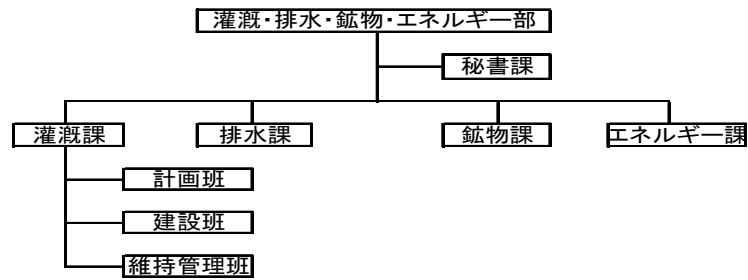 灌漑・排水・鉱物・エネルギー部
秘書課
灌漑課
排水課
鉱物課
エネルギー課
計画班
建設班
維持管理班